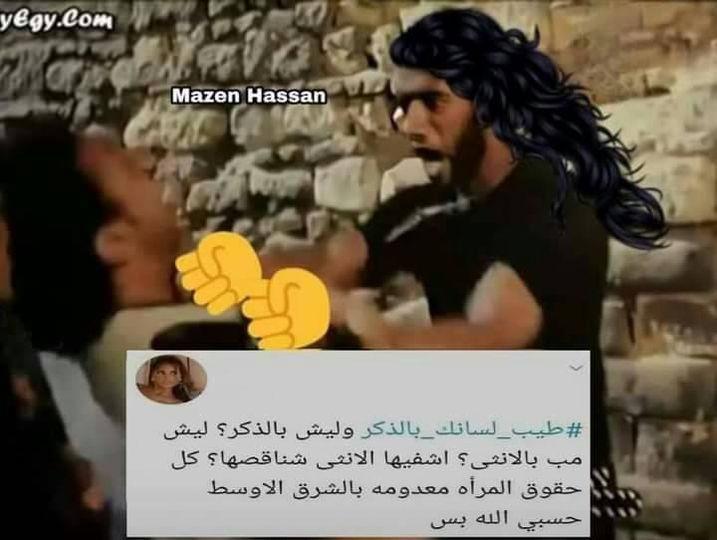 yEgy.Com
Mazen Hassan
#طيب_لسانك_بالذكر وليش بالذكر؟ ليش
مب بالانثى؟ اشفيها الانثى شناقصها؟ كل
حقوق المرأه معدومه بالشرق الاوسط
حسبي الله بس